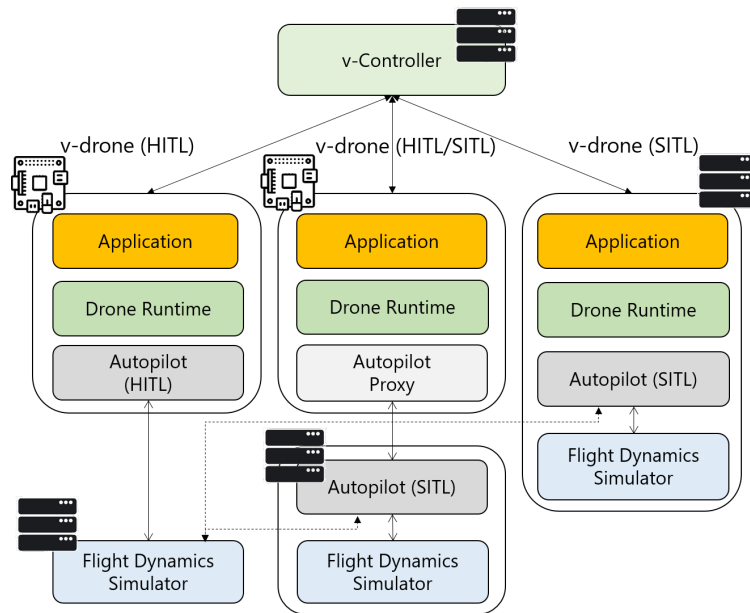 v-Controller
v-drone (HITL)
v-drone (HITL/SITL)
v-drone (SITL)
Application
Drone Runtime
Autopilot
(HITL)
Application
Drone Runtime
Autopilot
Proxy
Application
Drone Runtime
Autopilot (SITL)
Flight Dynamics
Simulator
Autopilot (SITL)
Flight Dynamics
Simulator
Flight Dynamics
Simulator